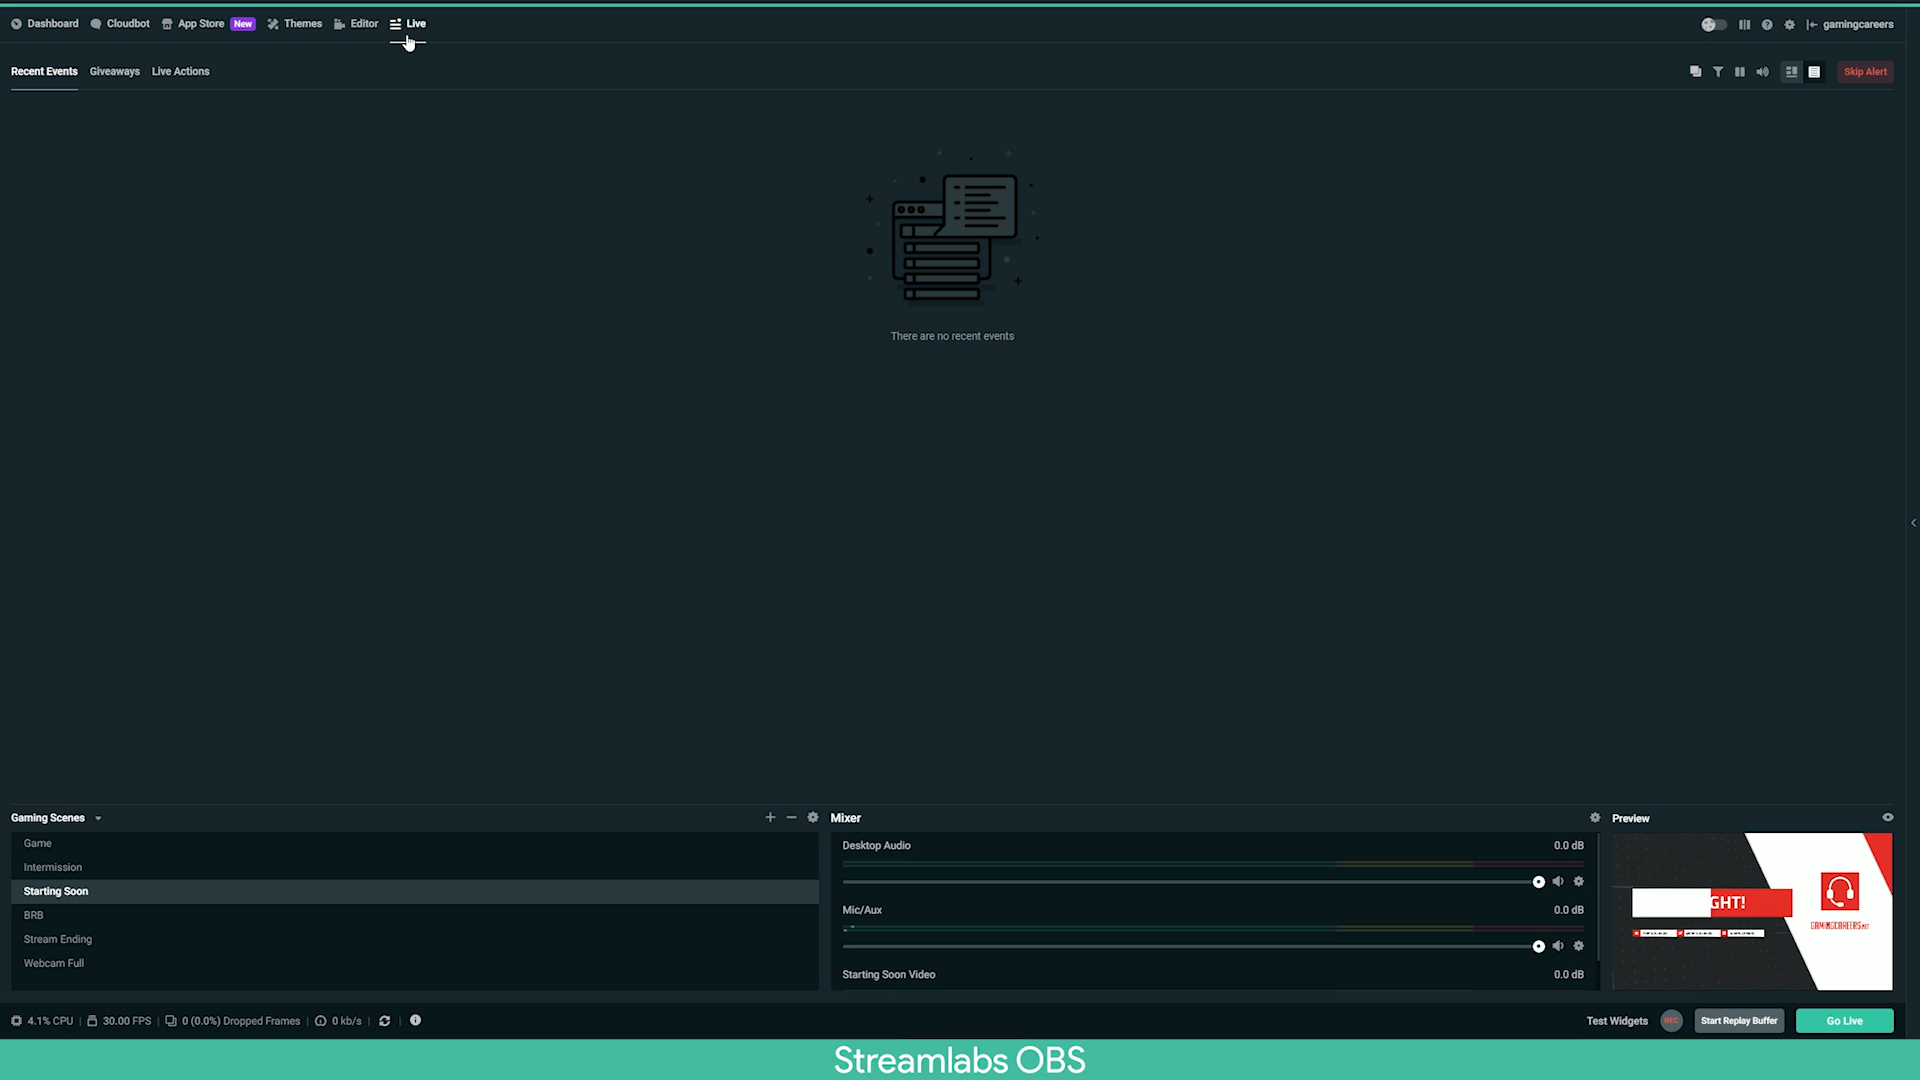 Dashboard Cloudbot App Store New Themes Editor Live gamingcareers
Recent Events Giveaways Live Actions Skip Alert
There are no recent events
Gaming Scenes Mixer Preview
Game
Intermission
Starting Soon
BRB
Stream Ending
Webcam Full
Desktop Audio 0.0 dB
Mic/Aux 0.0 dB
Starting Soon Video 0.0 dB
GHT!
GAMINGCAREERS.NET
4.1% CPU 30.00 FPS 0 (0.0%) Dropped Frames 0 kb/s Test Widgets REC Start Replay Buffer Go Live
Streamlabs OBS